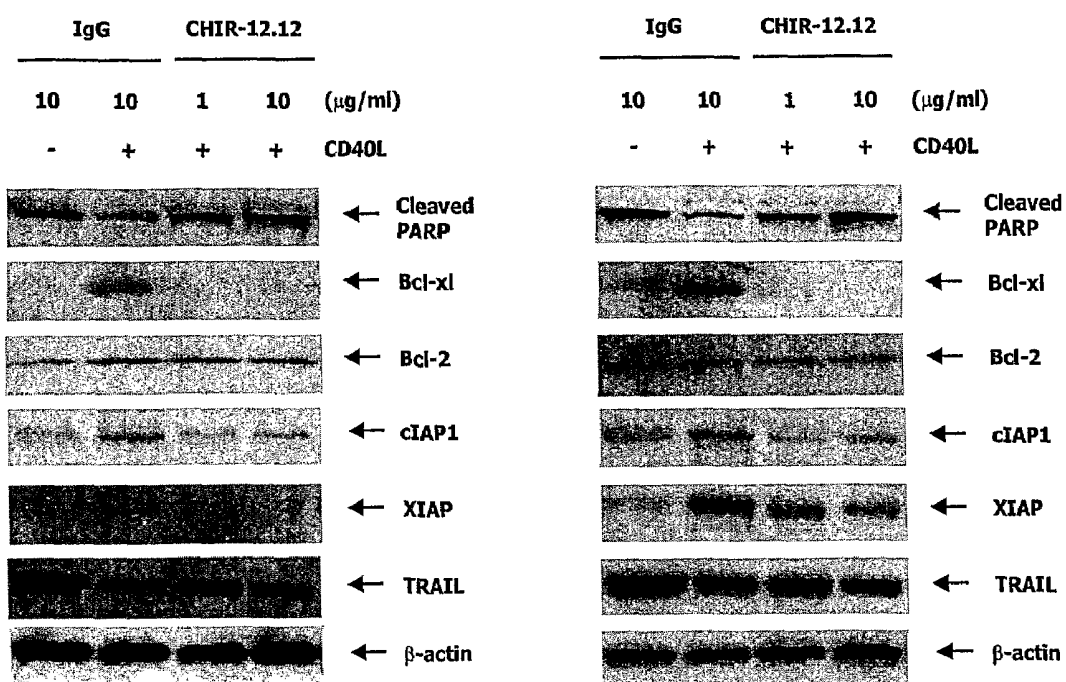 IgG CHIR-12.12
10 10 1 10 (μg/ml)
- + + + CD40L
Cleaved
PARP
Bcl-xl
Bcl-2
cIAP1
XIAP
TRAIL
β-actin
IgG CHIR-12.12
10 10 1 10 (μg/ml)
- + + + CD40L
Cleaved
PARP
Bcl-xl
Bcl-2
cIAP1
XIAP
TRAIL
β-actin